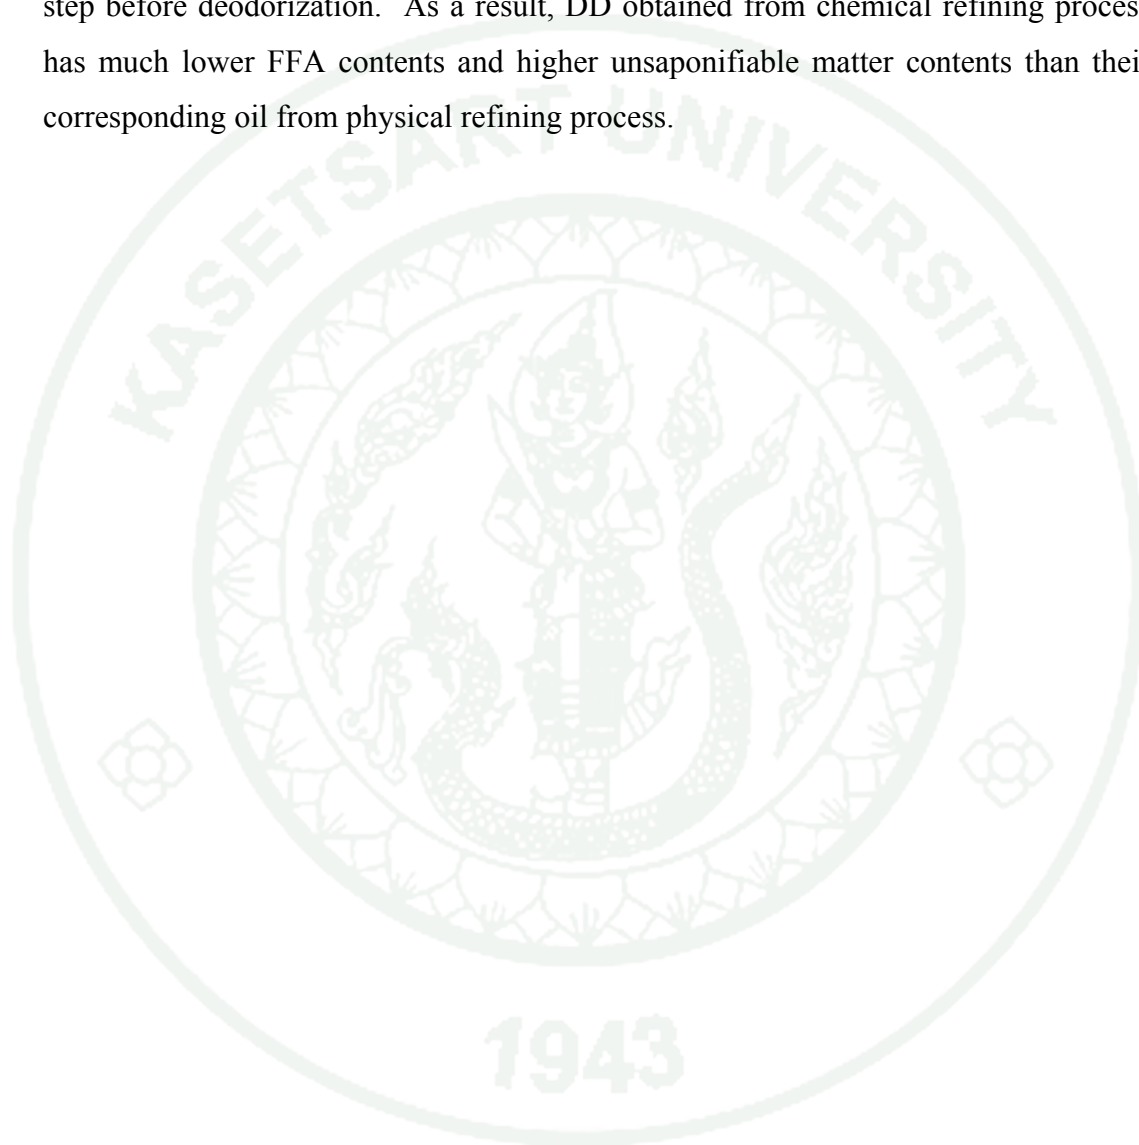 step before deodorization. As a result, DD obtained from chemical refining proces
has much lower FFA contents and higher unsaponifiable matter contents than thei
corresponding oil from physical refining process.
KASETSART UNIVERSITY
1943